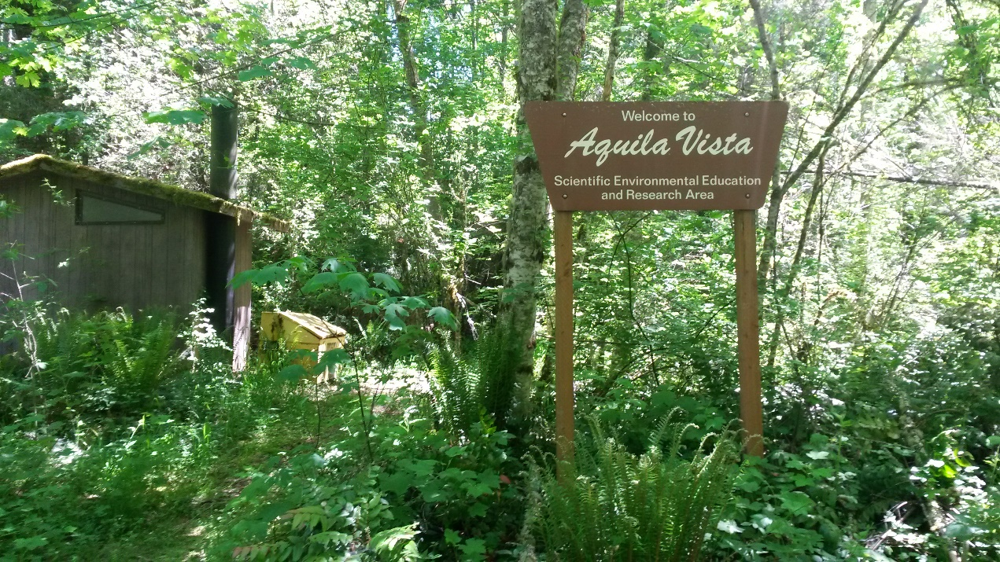 Welcome to
Aquila Vista
Scientific Environmental Education
and Research Area